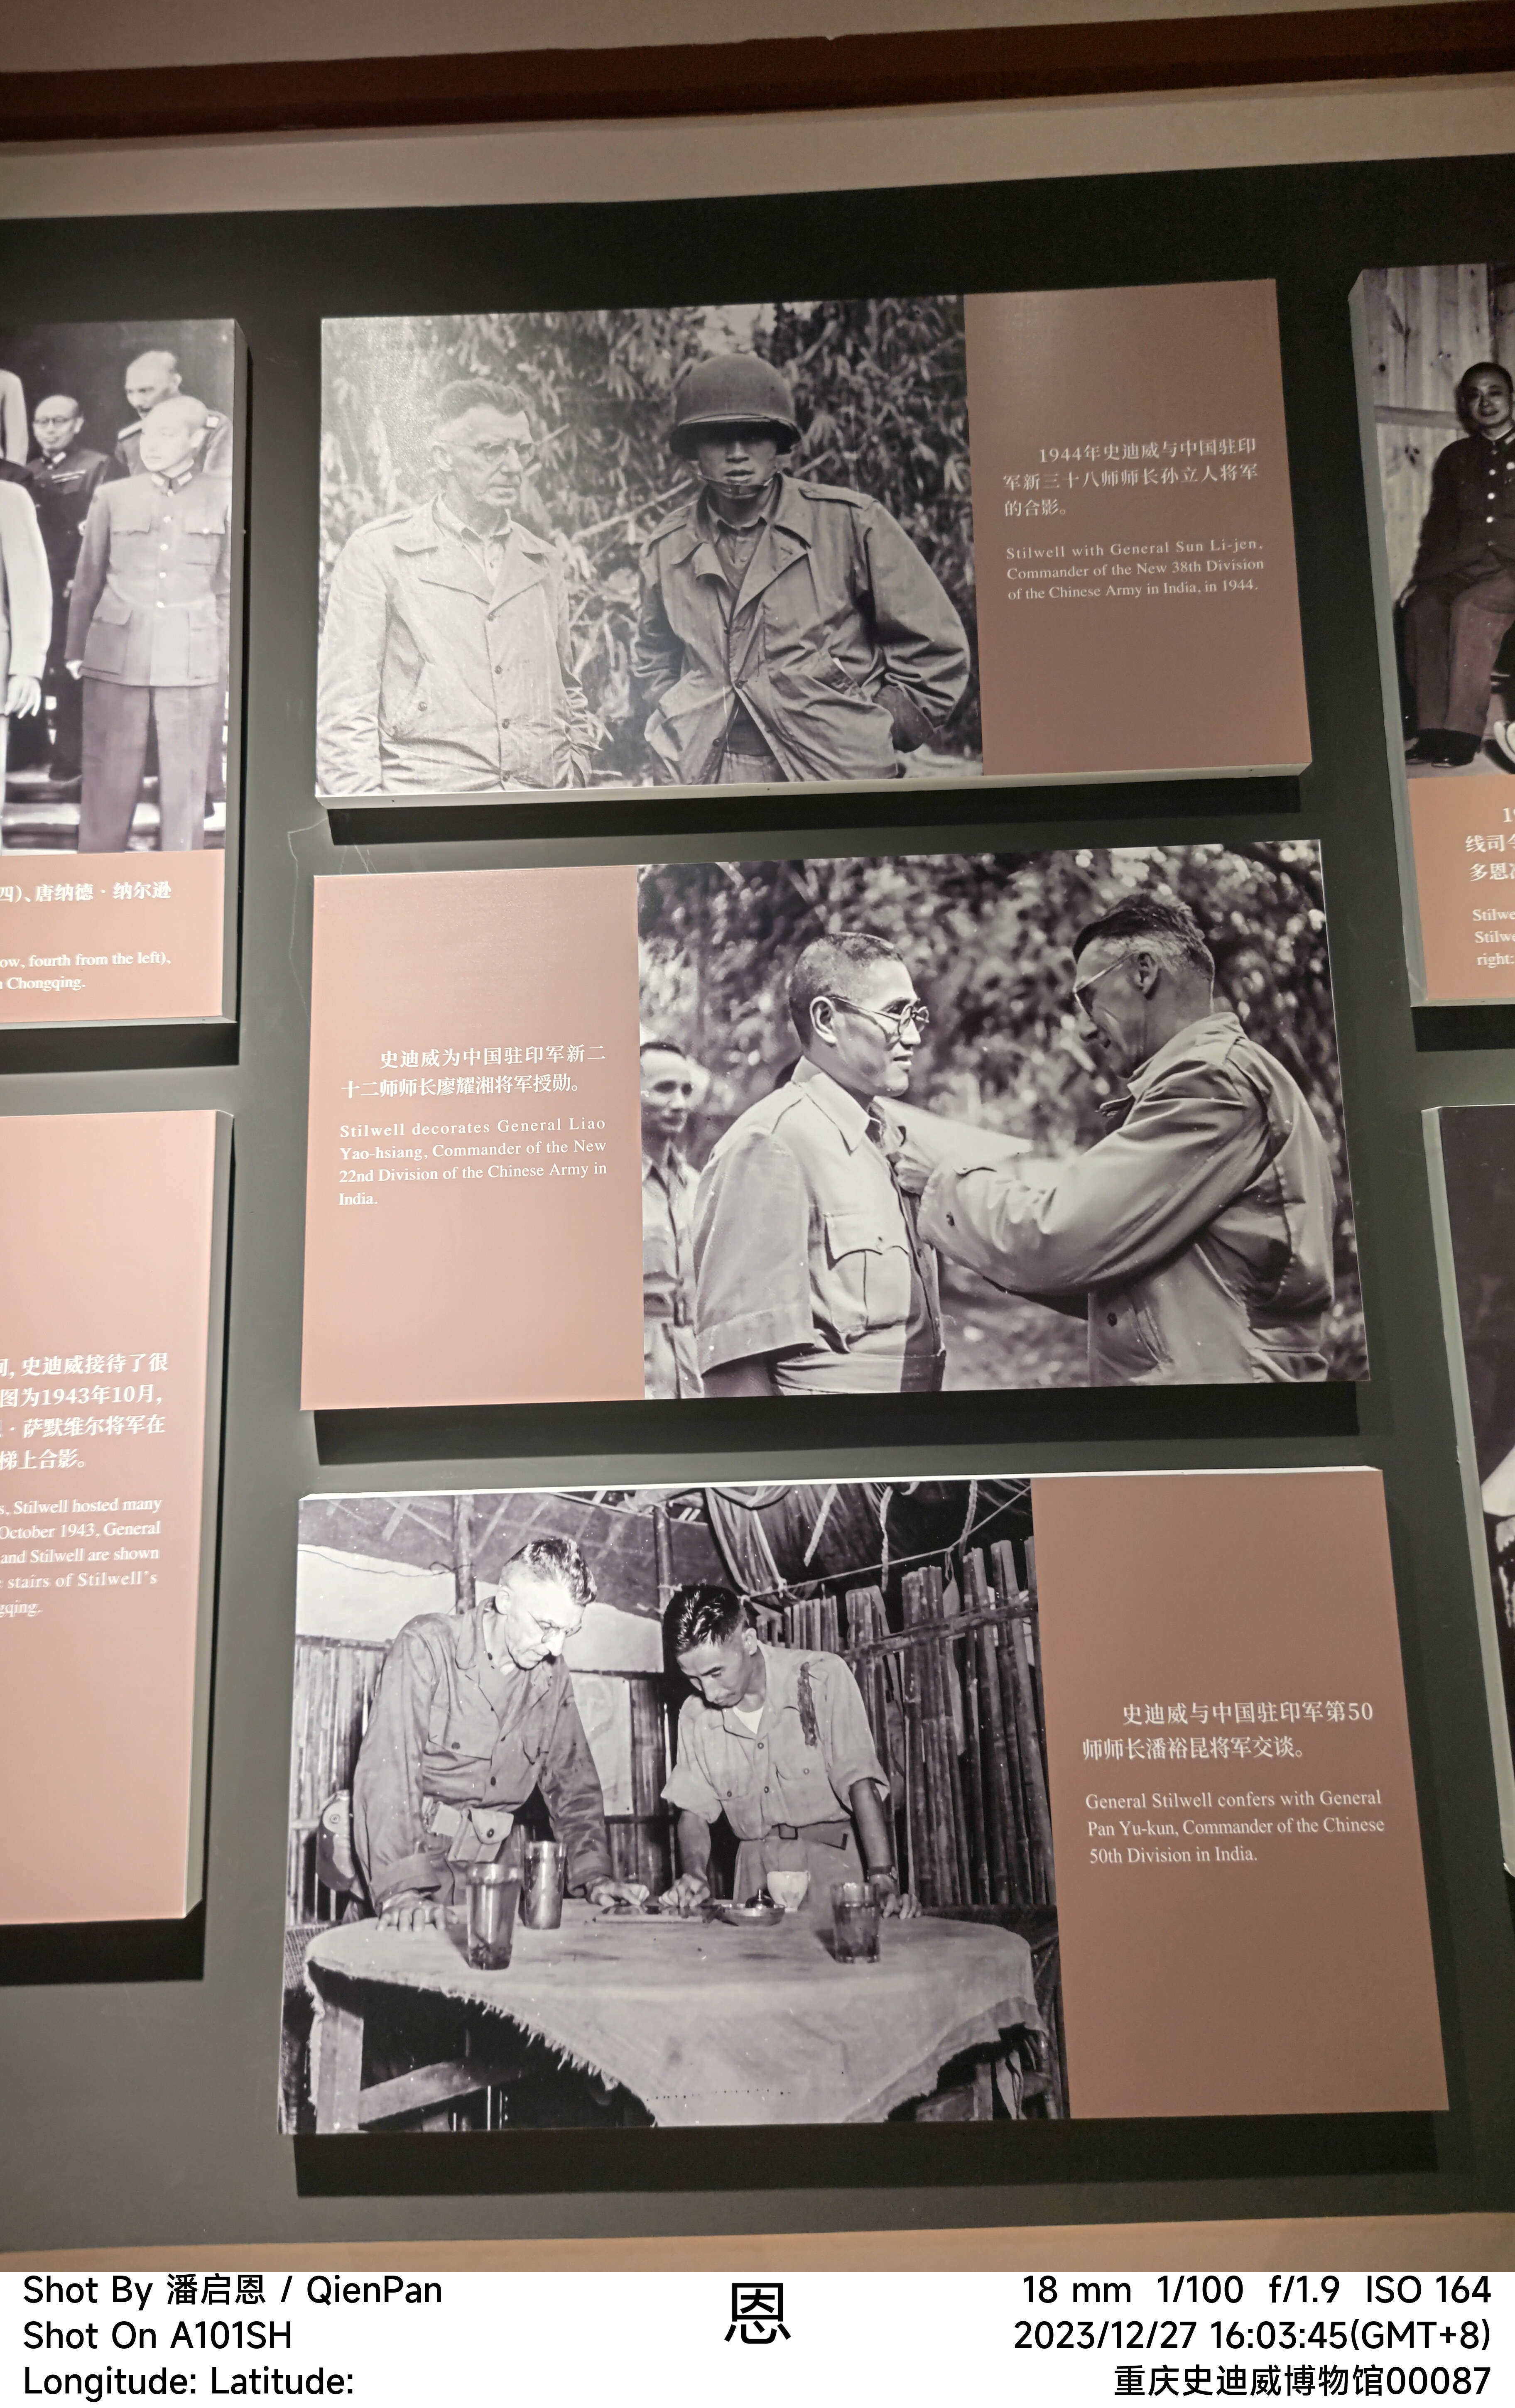 1944年史迪威与中国驻印
军新三十八师师长孙立人将军
的合影。
Stilwell with General Sun Li-jen,
Commander of the New 38th Division
of the Chinese Army in India, in 1944.
四)、唐纳德·纳尔逊
ow, fourth from the left),
Chongqing.
线司令
多恩
Stilwe
Stilwe
right:
史迪威为中国驻印军新二
十二师师长廖耀湘将军授勋。
Stilwell decorates General Liao
Yao-hsiang, Commander of the New
22nd Division of the Chinese Army in
India.
史迪威接待了很
图为1943年10月,
·萨默维尔将军在
梯上合影。
s, Stilwell hosted many
October 1943, General
and Stilwell are shown
stairs of Stilwell's
gqing.
史迪威与中国驻印军第50
师师长潘裕昆将军交谈。
General Stilwell confers with General
Pan Yu-kun, Commander of the Chinese
50th Division in India.
Shot By 潘启恩 / QienPan
Shot On A101SH
Longitude: Latitude:
恩
18 mm 1/100 f/1.9 ISO 164
2023/12/27 16:03:45(GMT+8)
重庆史迪威博物馆00087